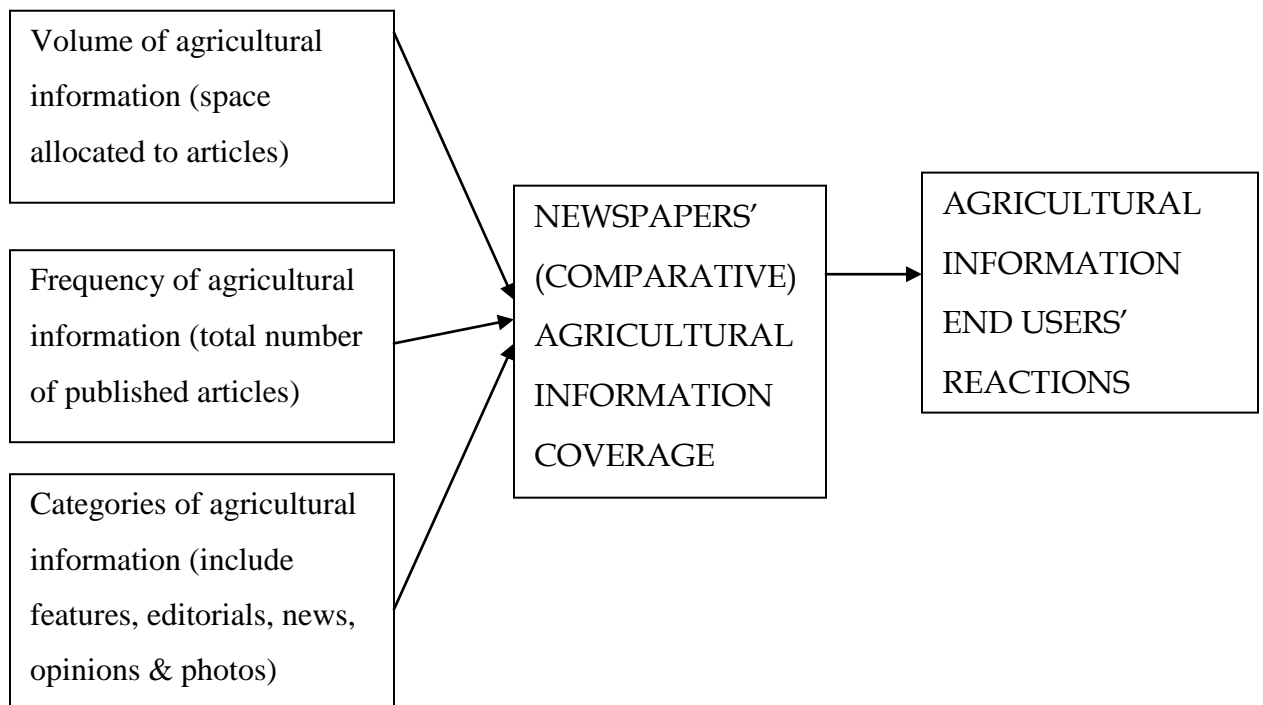 Volume of agricultural
information (space
allocated to articles)
Frequency of agricultural
information (total number
of published articles)
Categories of agricultural
information (include
features, editorials, news,
opinions & photos)
NEWSPAPERS’
(COMPARATIVE)
AGRICULTURAL
INFORMATION
COVERAGE
AGRICULTURAL
INFORMATION
END USERS’
REACTIONS